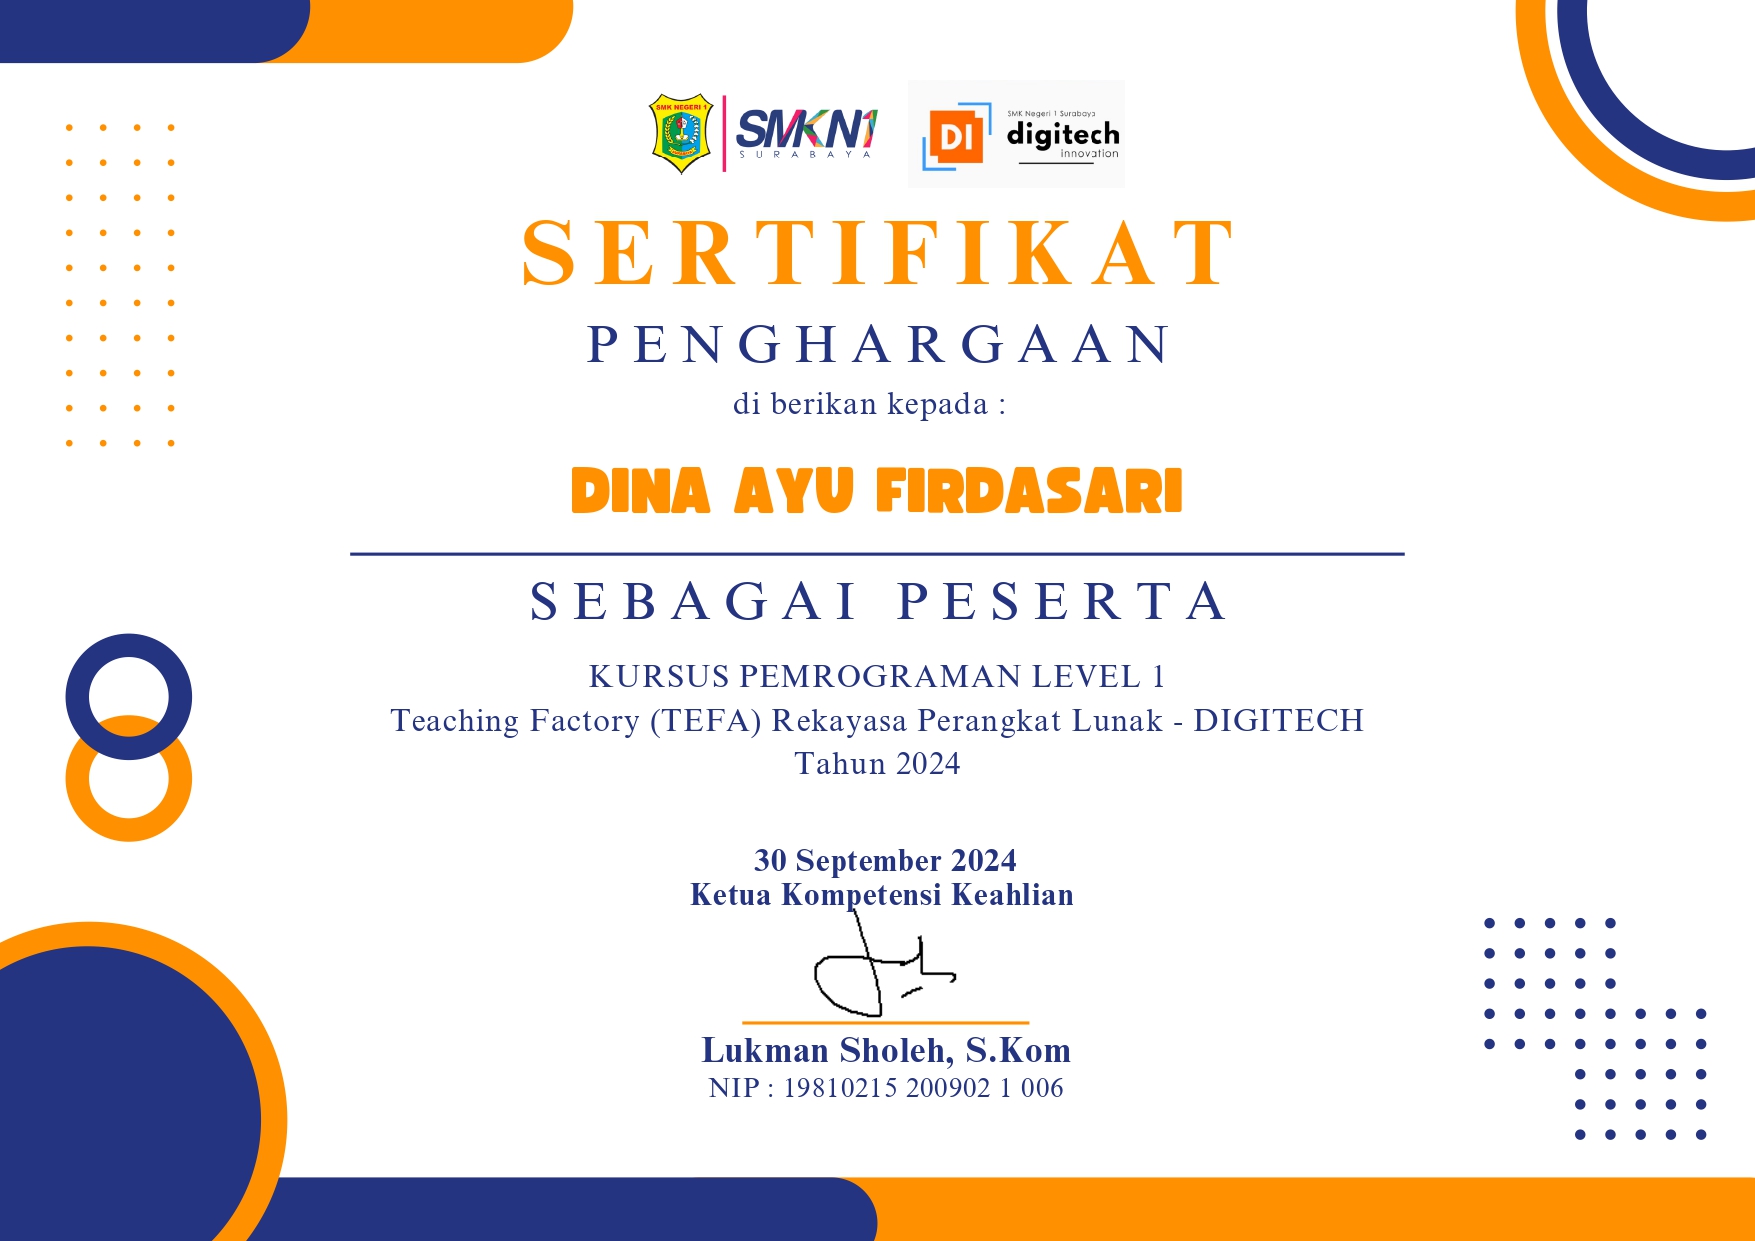 SMK NEGERI 1
SMKN1
SURABAYA
DI
SMK Negeri 1 Surabaya
digitech
innovation
SERTIFIKAT
PENGHARGAAN
di berikan kepada :
DINA AYU FIRDASARI
SEBAGAI PESERTA
KURSUS PEMROGRAMAN LEVEL 1
Teaching Factory (TEFA) Rekayasa Perangkat Lunak - DIGITECH
Tahun 2024
30 September 2024
Ketua Kompetensi Keahlian
Lukman Sholeh, S.Kom
NIP : 19810215 200902 1 006